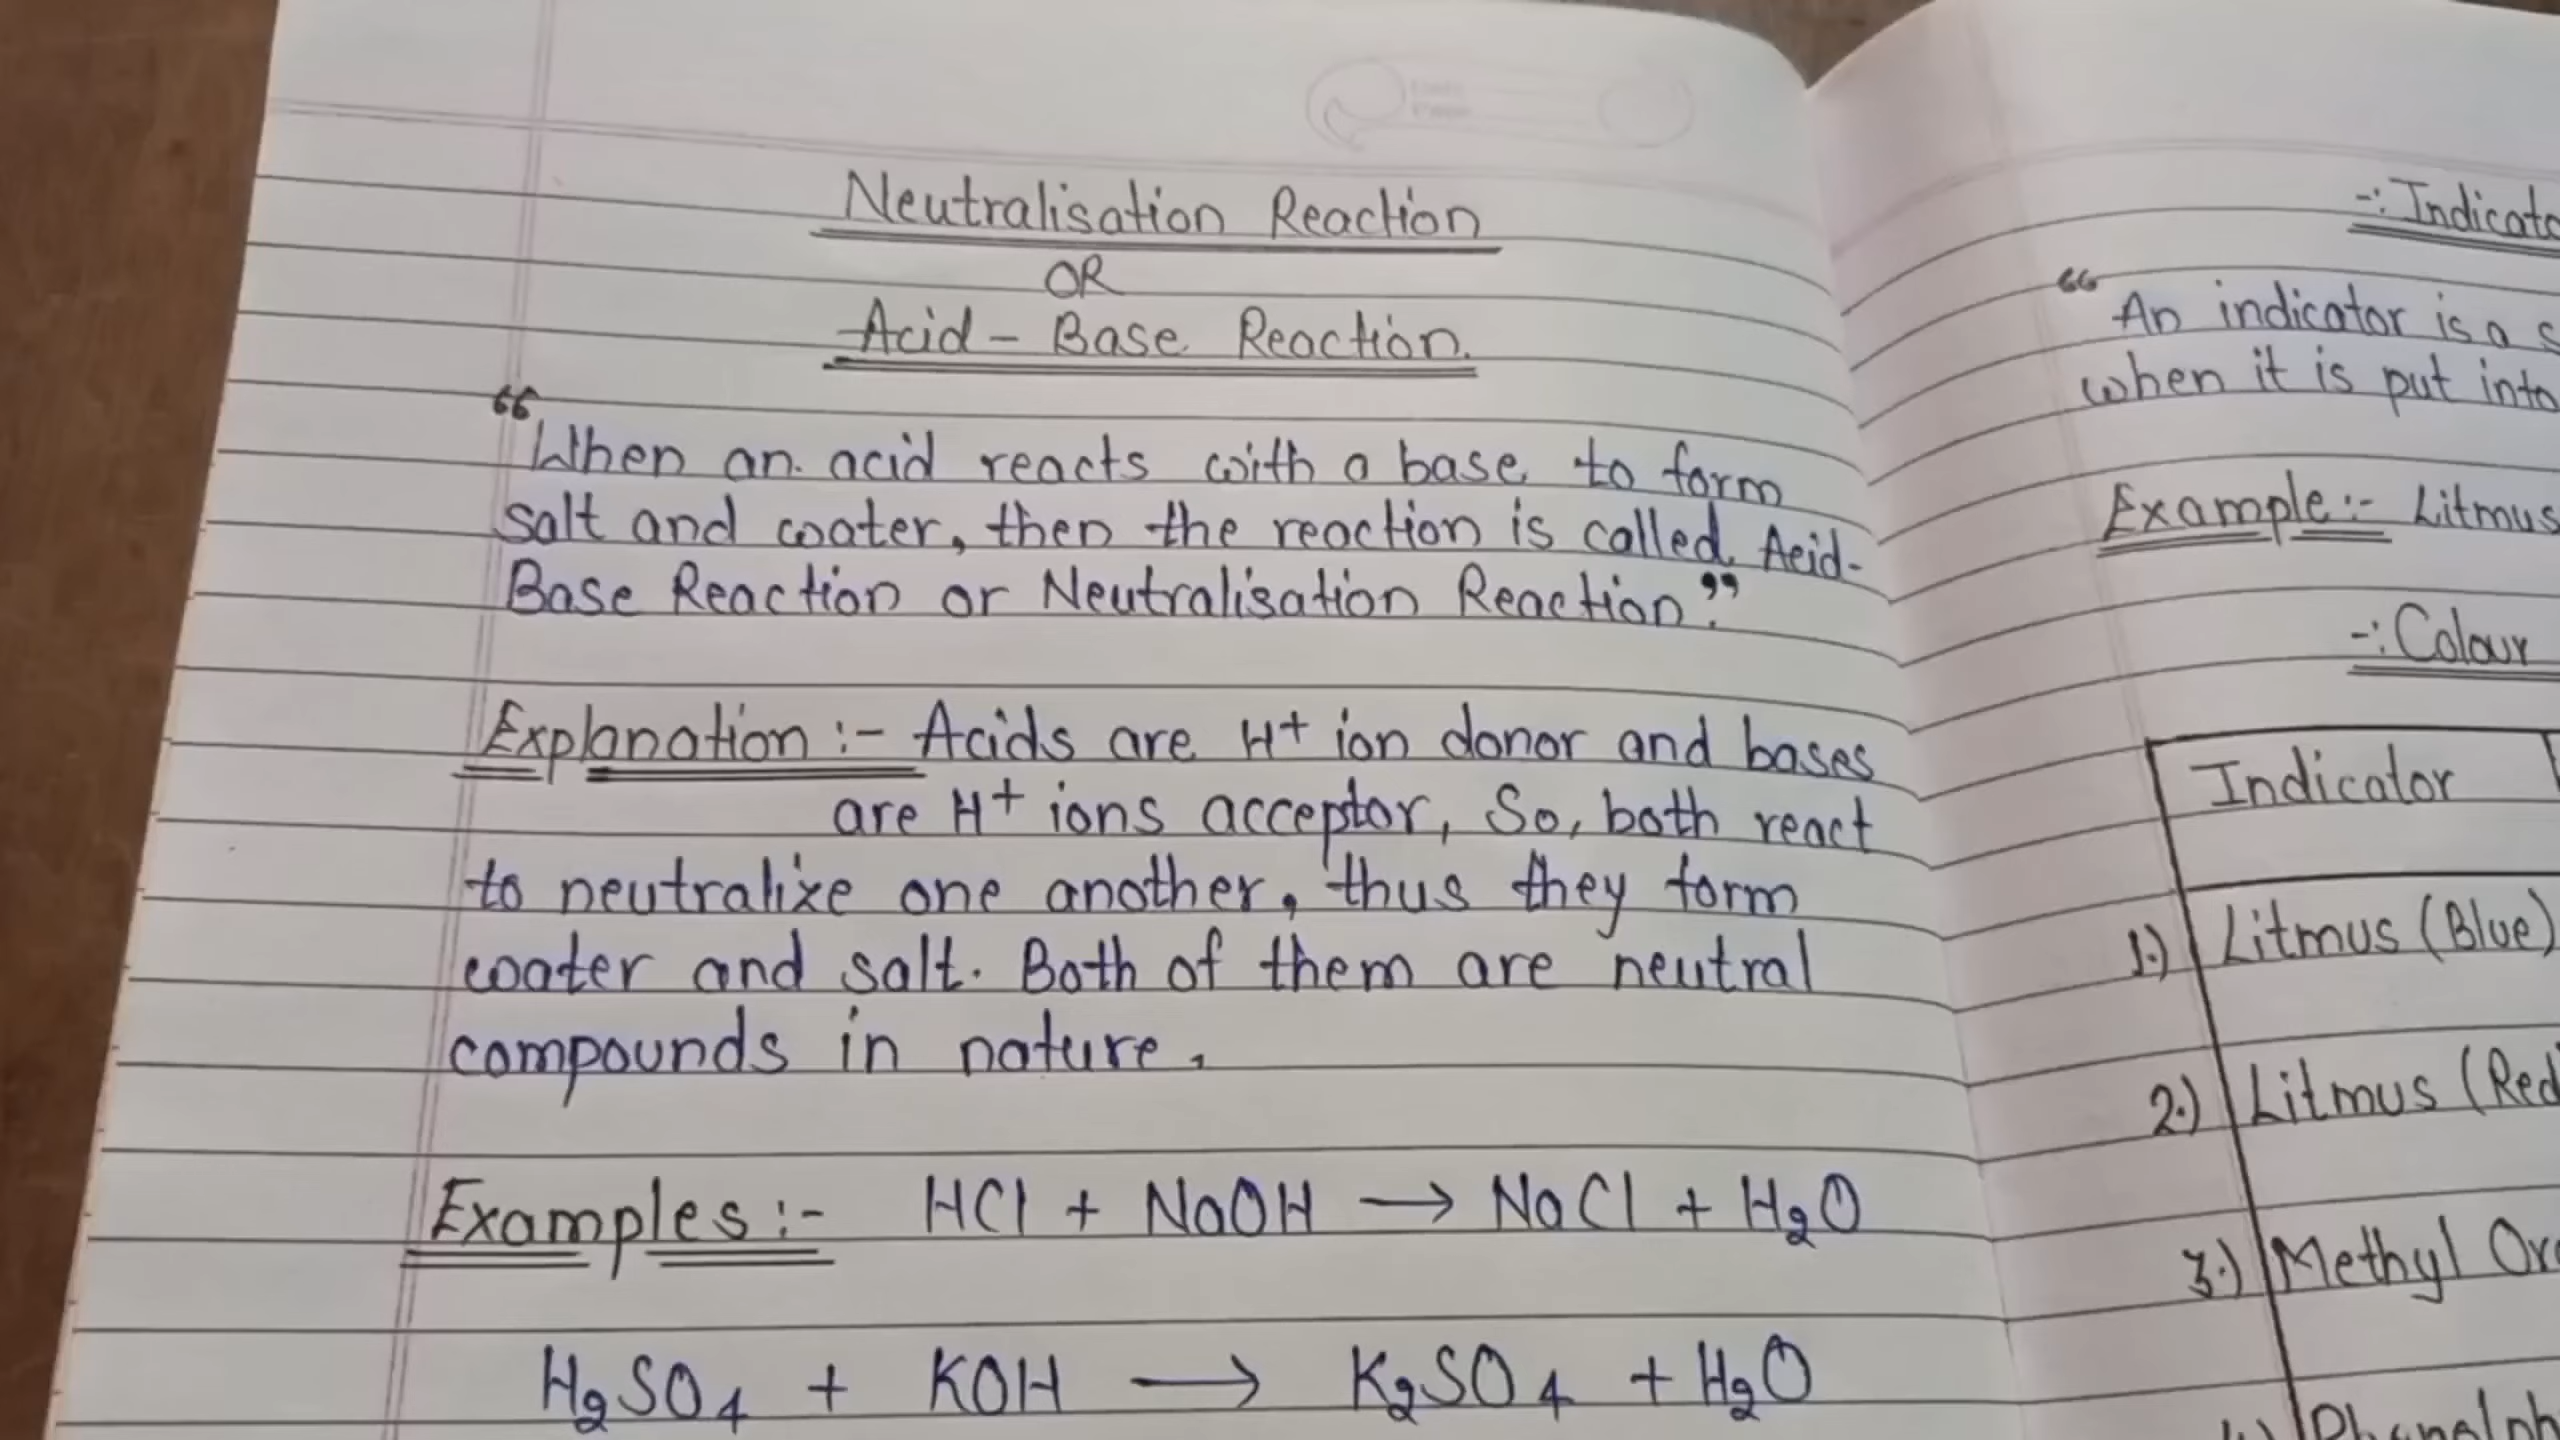 Neutralisation Reaction
OR
Acid - Base Reaction.
“When an acid reacts with a base to form
salt and water, then the reaction is called Acid-
Base Reaction or Neutralisation Reaction.”
Explanation :- Acids are H+ ion donor and bases
are H+ ions acceptor, So, both react
to neutralize one another, thus they form
water and salt. Both of them are neutral
compounds in nature.
Examples :- HCl + NaOH → NaCl + H₂O
H₂SO₄ + KOH → K₂SO₄ + H₂O
-: Indicato
“An indicator is a s
when it is put into
Example :- Litmus
-: Colour
Indicator
1.) Litmus (Blue)
2.) Litmus (Red
3.) Methyl Or